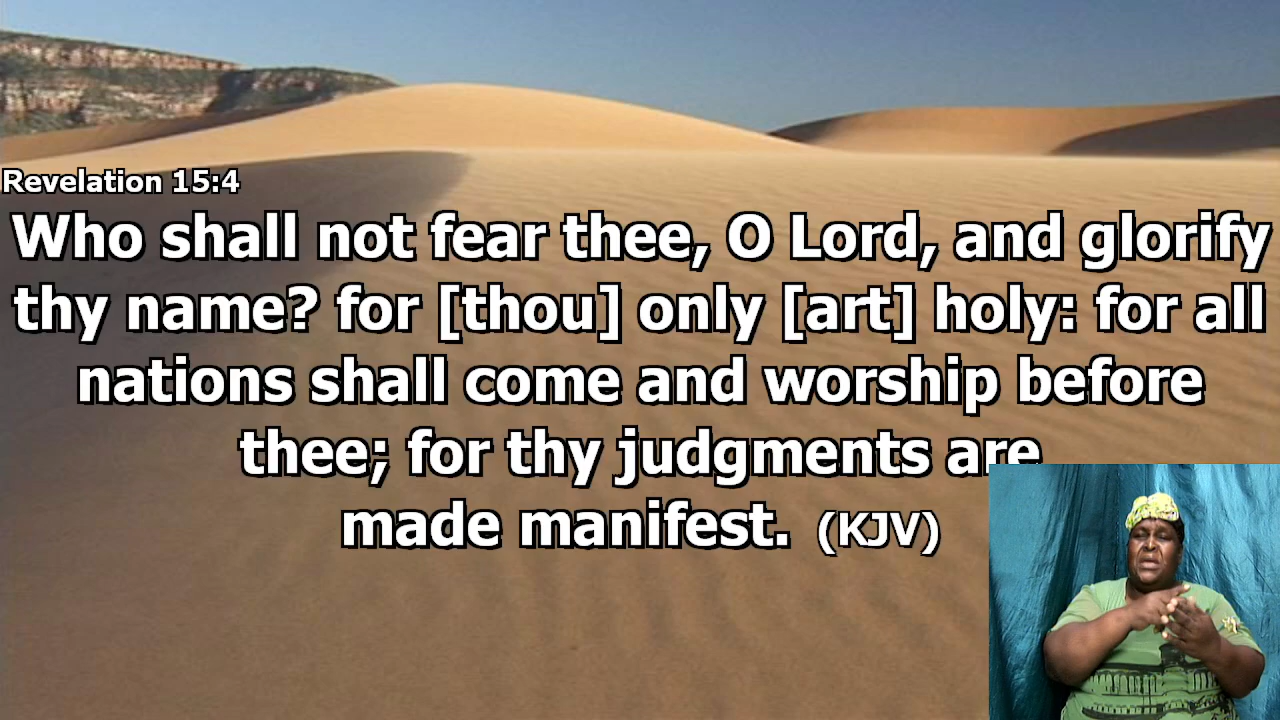 Revelation 15:4
Who shall not fear thee, O Lord, and glorify
thy name? for [thou] only [art] holy: for all
nations shall come and worship before
thee; for thy judgments are
made manifest. (KJV)